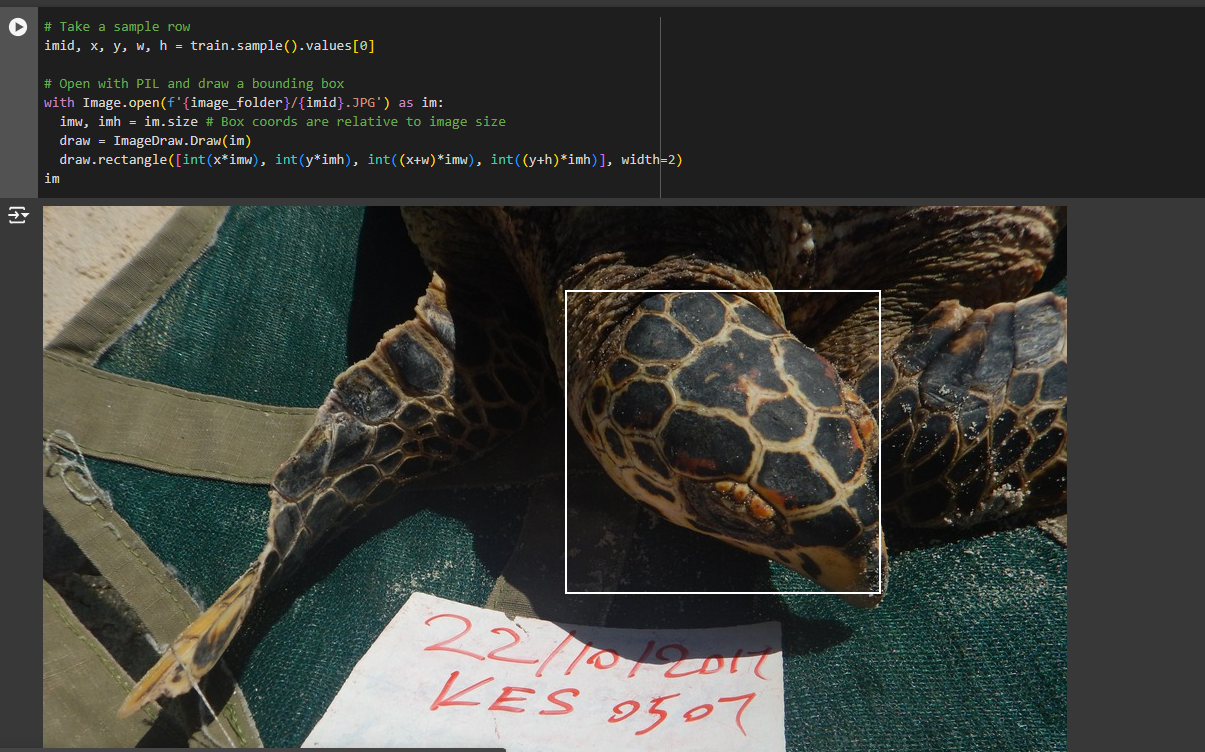 # Take a sample row
imid, x, y, w, h = train.sample().values[0]
# Open with PIL and draw a bounding box
with Image.open(f'{image_folder}/{imid}.JPG') as im:
  imw, imh = im.size # Box coords are relative to image size
  draw = ImageDraw.Draw(im)
  draw.rectangle([int(x*imw), int(y*imh), int((x+w)*imw), int((y+h)*imh)], width=2)
im
22/10/2017
KES 0507